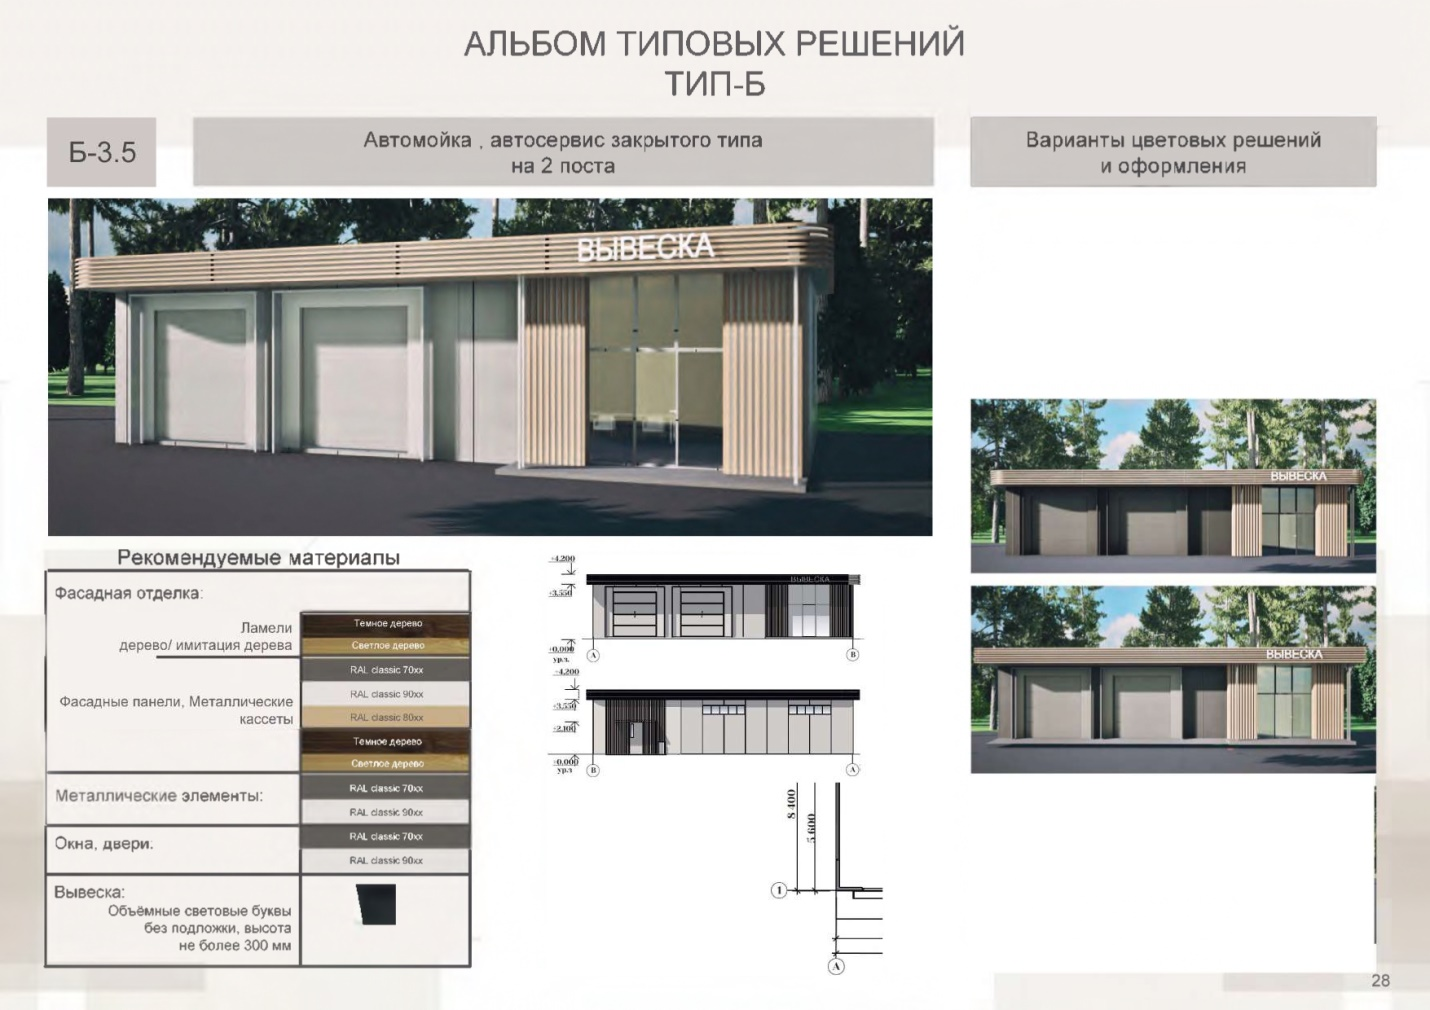 АЛЬБОМ ТИПОВЫХ РЕШЕНИЙ
ТИП-Б
Б-3.5
Автомойка , автосервис закрытого типа
на 2 поста
Варианты цветовых решений
и оформления
ВЫВЕСКА
ВЫВЕСКА
ВЫВЕСКА
Рекомендуемые материалы
Фасадная отделка:
Ламели
дерево/ имитация дерева
Темное дерево
Светлое дерево
Фасадные панели, Металлические
кассеты
RAL classic 70xx
RAL classic 90xx
RAL classic 80xx
Темное дерево
Светлое дерево
Металлические элементы:
RAL classic 70xx
RAL classic 90xx
Окна, двери.
RAL classic 70xx
RAL classic 90xx
Вывеска:
Объёмные световые буквы
без подложки, высота
не более 300 мм
+4.200
+3.550
+0.000
ур.з.
ВЫВЕСКА
А
В
+4.200
+3.550
+2.100
+0.000
ур.з
В
А
8 400
5 600
1
А
28